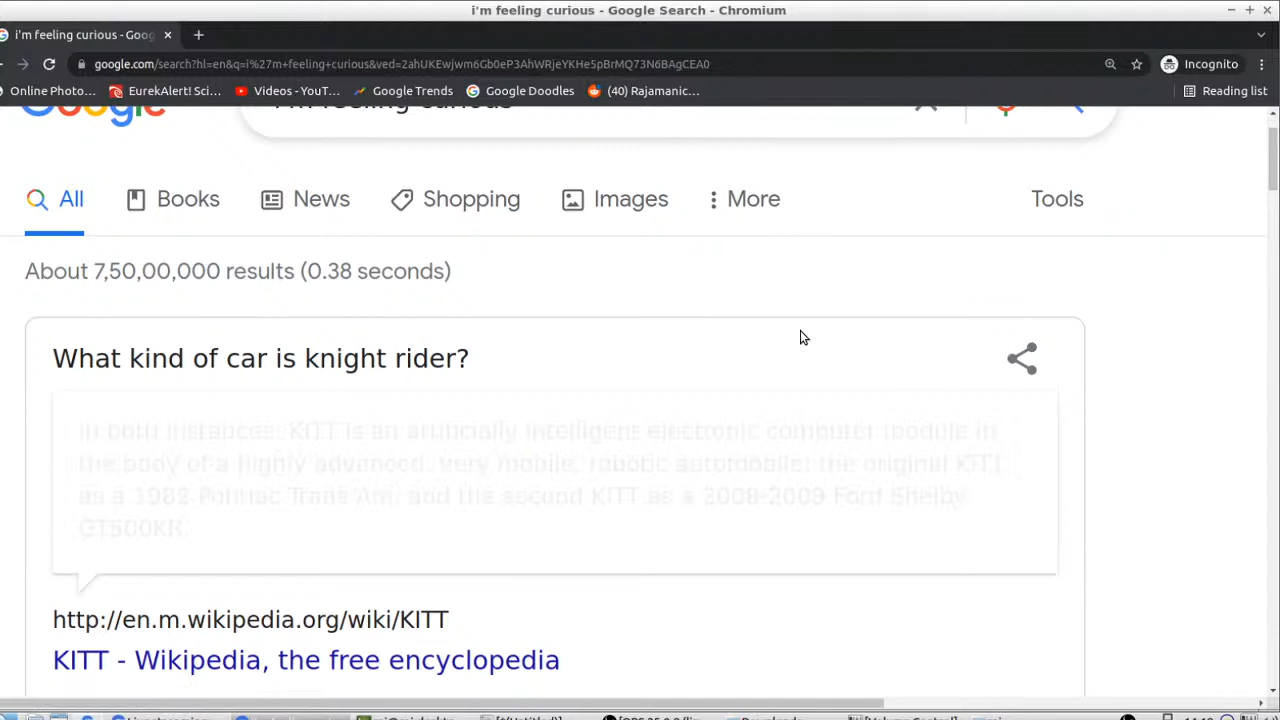 i'm feeling curious - Google Search - Chromium
i'm feeling curious - Goog
google.com/search?hl=en&q=i%27m+feeling+curious&ved=2ahUKEwjwm6Gb0eP3AhWRjeYKHe5pBrMQ73N6BAgCEA0
Incognito
Online Photo... EurekAlert! Sci... Videos - YouT... Google Trends Google Doodles (40) Rajamanic... Reading list
Google i'm feeling curious
All Books News Shopping Images More Tools
About 7,50,00,000 results (0.38 seconds)
What kind of car is knight rider?
In both instances, KITT is an artificially intelligent electronic computer module in
the body of a highly advanced, very mobile, robotic automobile: the original KITT
as a 1982 Pontiac Trans Am, and the second KITT as a 2008-2009 Ford Shelby
GT500KR.
http://en.m.wikipedia.org/wiki/KITT
KITT - Wikipedia, the free encyclopedia